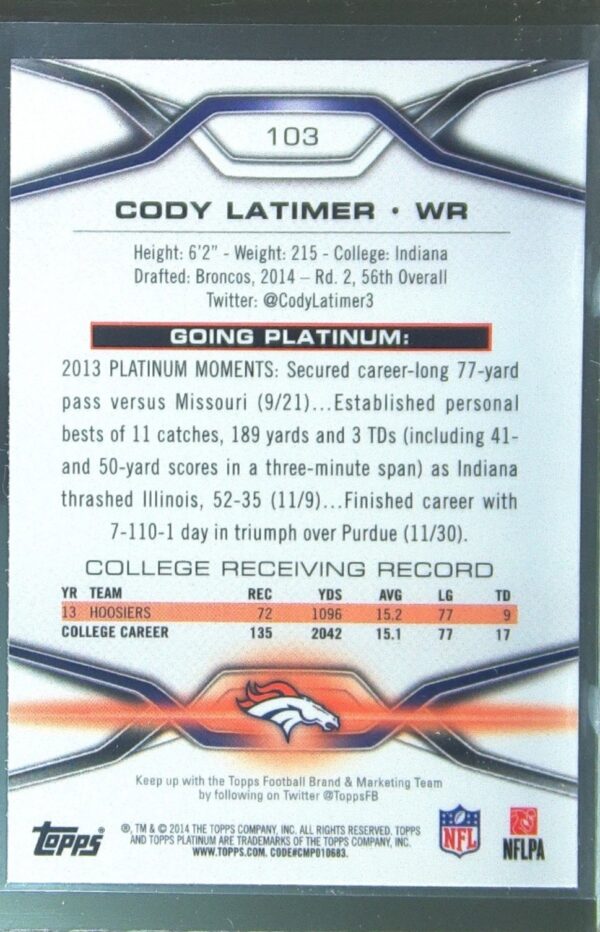 103
CODY LATIMER • WR
Height: 6'2" - Weight: 215 - College: Indiana
Drafted: Broncos, 2014 – Rd. 2, 56th Overall
Twitter: @CodyLatimer3
GOING PLATINUM:
2013 PLATINUM MOMENTS: Secured career-long 77-yard
pass versus Missouri (9/21)...Established personal
bests of 11 catches, 189 yards and 3 TDs (including 41-
and 50-yard scores in a three-minute span) as Indiana
thrashed Illinois, 52-35 (11/9)...Finished career with
7-110-1 day in triumph over Purdue (11/30).
COLLEGE RECEIVING RECORD
YR TEAM REC YDS AVG LG TD
13 HOOSIERS 72 1096 15.2 77 9
COLLEGE CAREER 135 2042 15.1 77 17
Keep up with the Topps Football Brand & Marketing Team
by following on Twitter @ToppsFB
topps
®, TM & © 2014 THE TOPPS COMPANY, INC. ALL RIGHTS RESERVED. TOPPS
AND TOPPS PLATINUM ARE TRADEMARKS OF THE TOPPS COMPANY, INC.
WWW.TOPPS.COM. CODE#CMP010683.
NFL
NFLPA